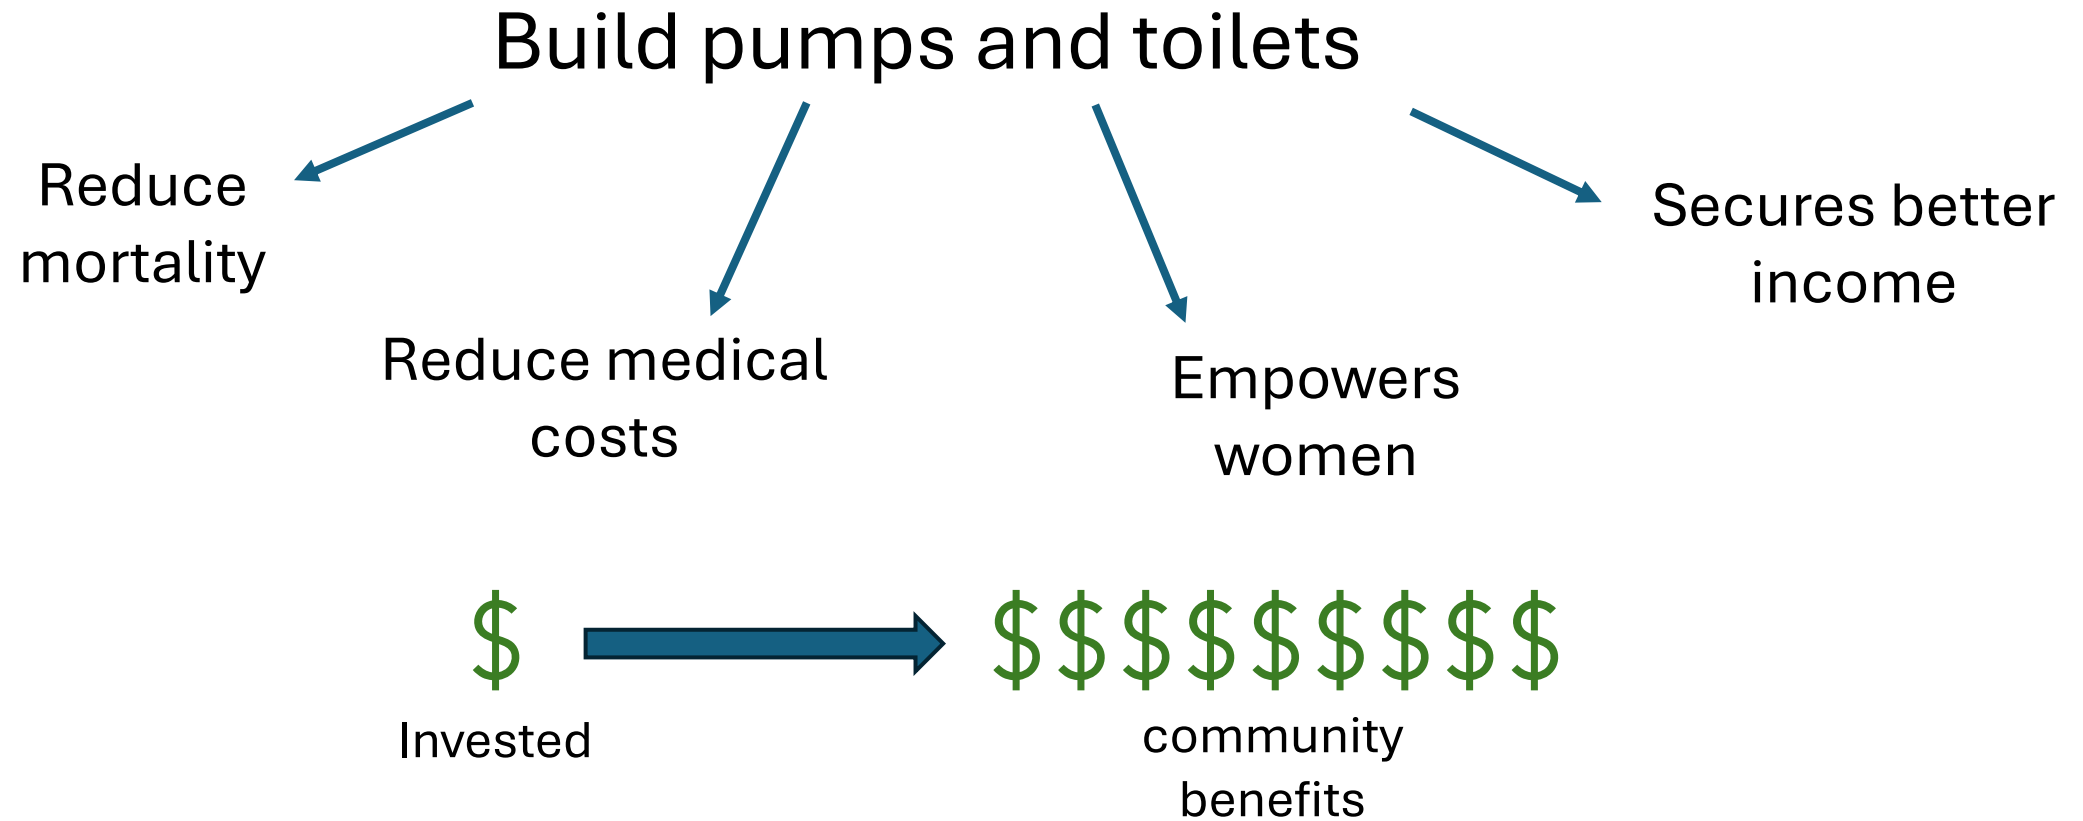 Build pumps and toilets
Reduce
mortality
Reduce medical
costs
Empowers
women
Secures better
income
$
Invested
$$$$$$$$$
community
benefits